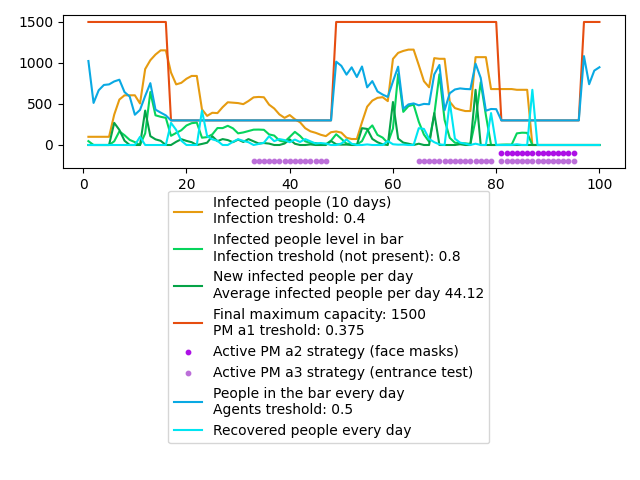 1500
1000
500
0
0 20 40 60 80 100
Infected people (10 days)
Infection treshold: 0.4
Infected people level in bar
Infection treshold (not present): 0.8
New infected people per day
Average infected people per day 44.12
Final maximum capacity: 1500
PM a1 treshold: 0.375
Active PM a2 strategy (face masks)
Active PM a3 strategy (entrance test)
People in the bar every day
Agents treshold: 0.5
Recovered people every day